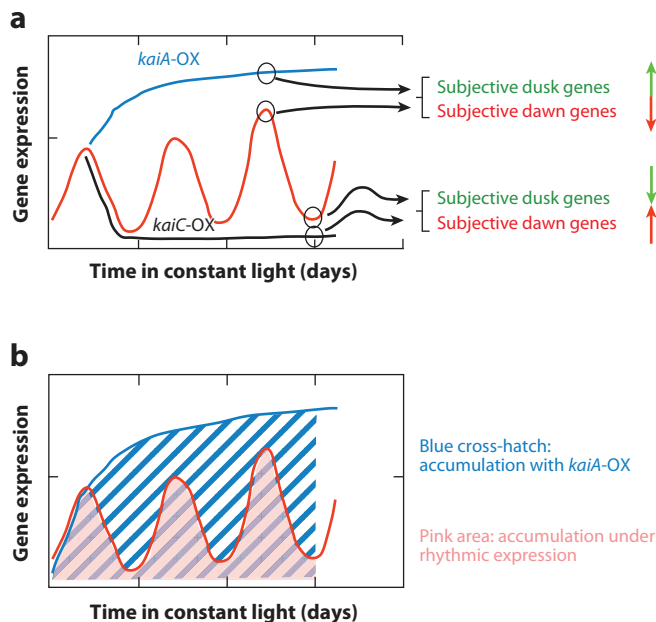 a
kaiA-OX
Subjective dusk genes
Subjective dawn genes
Gene expression
kaiC-OX
Subjective dusk genes
Subjective dawn genes
Time in constant light (days)
b
Blue cross-hatch:
accumulation with kaiA-OX
Gene expression
Pink area: accumulation under
rhythmic expression
Time in constant light (days)